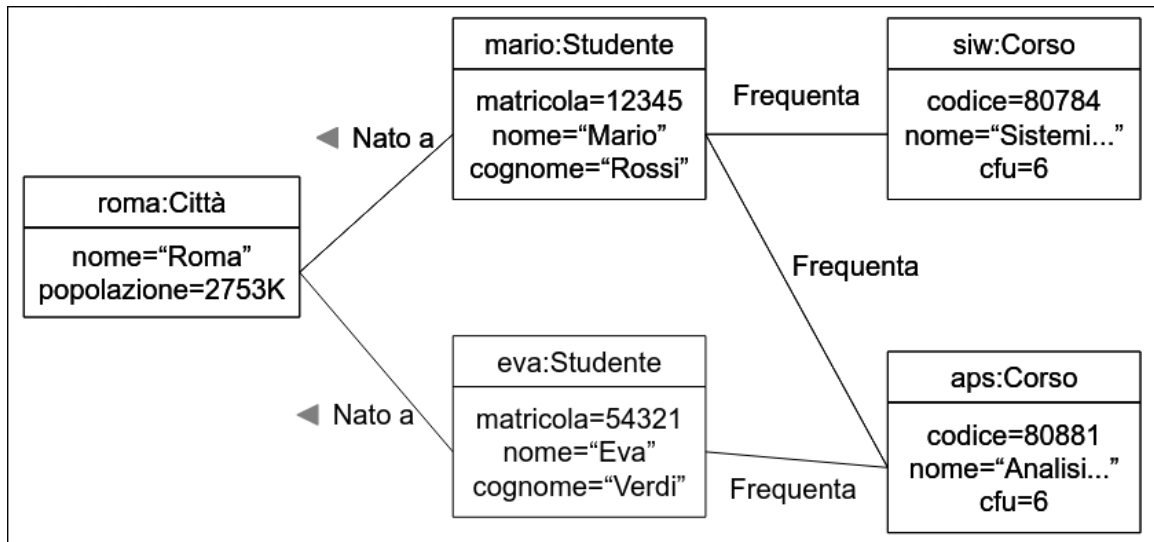 mario:Studente
matricola=12345
nome=“Mario”
cognome=“Rossi”
siw:Corso
codice=80784
nome=“Sistemi...”
cfu=6
Frequenta
Nato a
roma:Città
nome=“Roma”
popolazione=2753K
Frequenta
eva:Studente
matricola=54321
nome=“Eva”
cognome=“Verdi”
Nato a
Frequenta
aps:Corso
codice=80881
nome=“Analisi...”
cfu=6